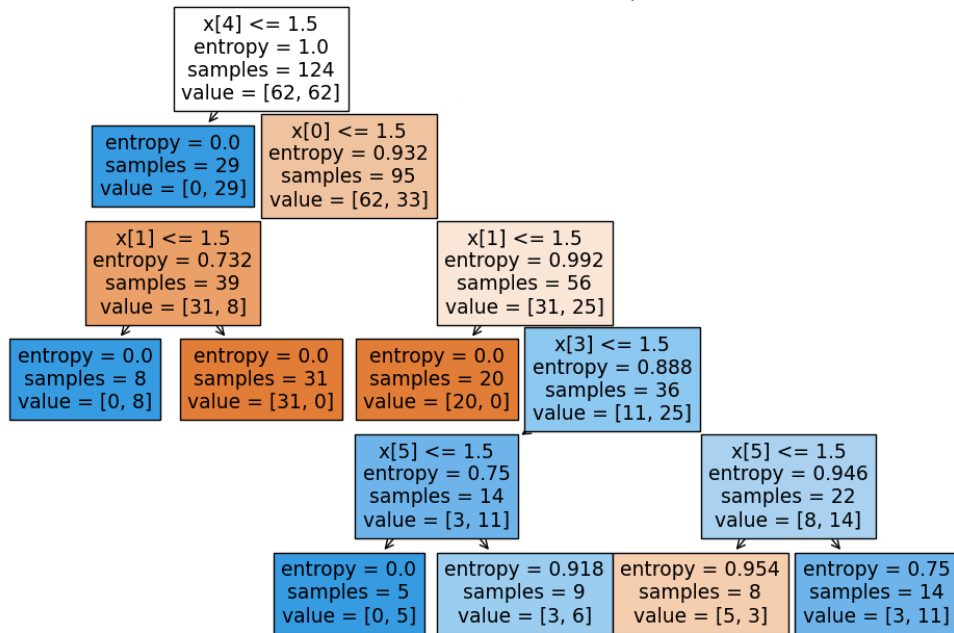 x[4] <= 1.5
entropy = 1.0
samples = 124
value = [62, 62]
entropy = 0.0
samples = 29
value = [0, 29]
x[0] <= 1.5
entropy = 0.932
samples = 95
value = [62, 33]
x[1] <= 1.5
entropy = 0.732
samples = 39
value = [31, 8]
x[1] <= 1.5
entropy = 0.992
samples = 56
value = [31, 25]
entropy = 0.0
samples = 8
value = [0, 8]
entropy = 0.0
samples = 31
value = [31, 0]
entropy = 0.0
samples = 20
value = [20, 0]
x[3] <= 1.5
entropy = 0.888
samples = 36
value = [11, 25]
x[5] <= 1.5
entropy = 0.75
samples = 14
value = [3, 11]
x[5] <= 1.5
entropy = 0.946
samples = 22
value = [8, 14]
entropy = 0.0
samples = 5
value = [0, 5]
entropy = 0.918
samples = 9
value = [3, 6]
entropy = 0.954
samples = 8
value = [5, 3]
entropy = 0.75
samples = 14
value = [3, 11]